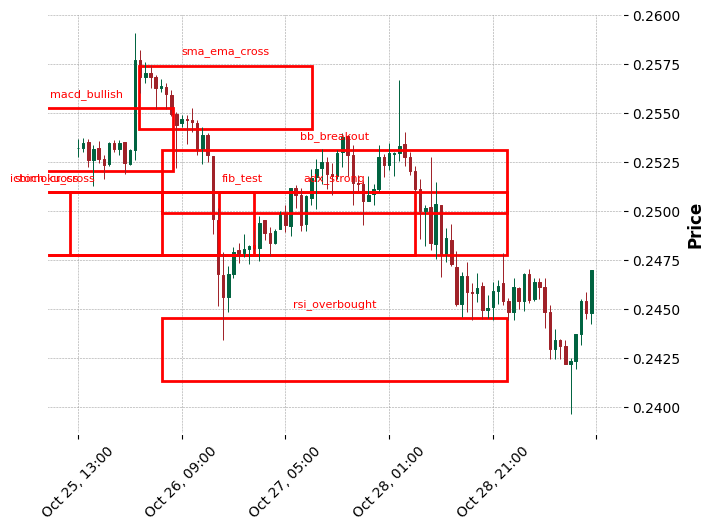 0.2600
sma_ema_cross
0.2575
macd_bullish
0.2550
bb_breakout
0.2525
fib_test
0.2500
Price
0.2475
rsi_overbought
0.2450
0.2425
0.2400
Oct 25, 13:00
Oct 26, 09:00
Oct 27, 05:00
Oct 28, 01:00
Oct 28, 21:00